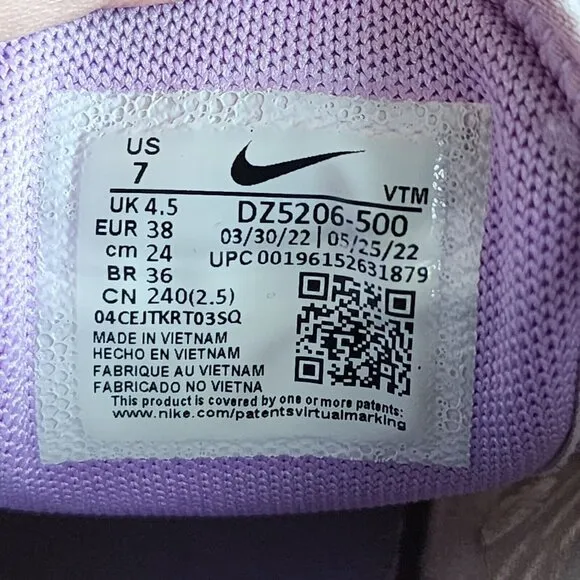 US
7
VTM
UK 4.5
EUR 38
cm 24
BR 36
CN 240(2.5)
DZ5206-500
03/30/22 | 05/25/22
UPC 00196152631879
04CEJTKRT03SQ
MADE IN VIETNAM
HECHO EN VIETNAM
FABRIQUE AU VIETNAM
FABRICADO NO VIETNA
This product is covered by one or more patents:
www.nike.com/patentsvirtualmarking